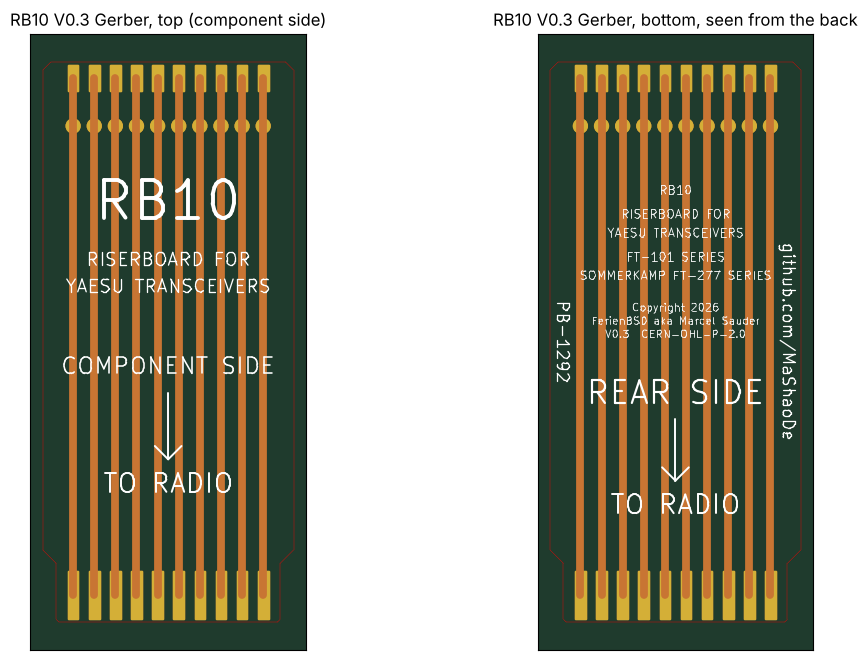 RB10 V0.3 Gerber, top (component side)
RB10
RISERBOARD FOR
YAESU TRANSCEIVERS
COMPONENT SIDE
TO RADIO
RB10 V0.3 Gerber, bottom, seen from the back
RB10
RISERBOARD FOR
YAESU TRANSCEIVERS
FT-101 SERIES
SOMMERKAMP FT-277 SERIES
Copyright 2026
FerienBSD aka Marcel Sauder
V0.3 CERN-OHL-P-2.0
REAR SIDE
TO RADIO
PB-1292
github.com/MaShaoDe